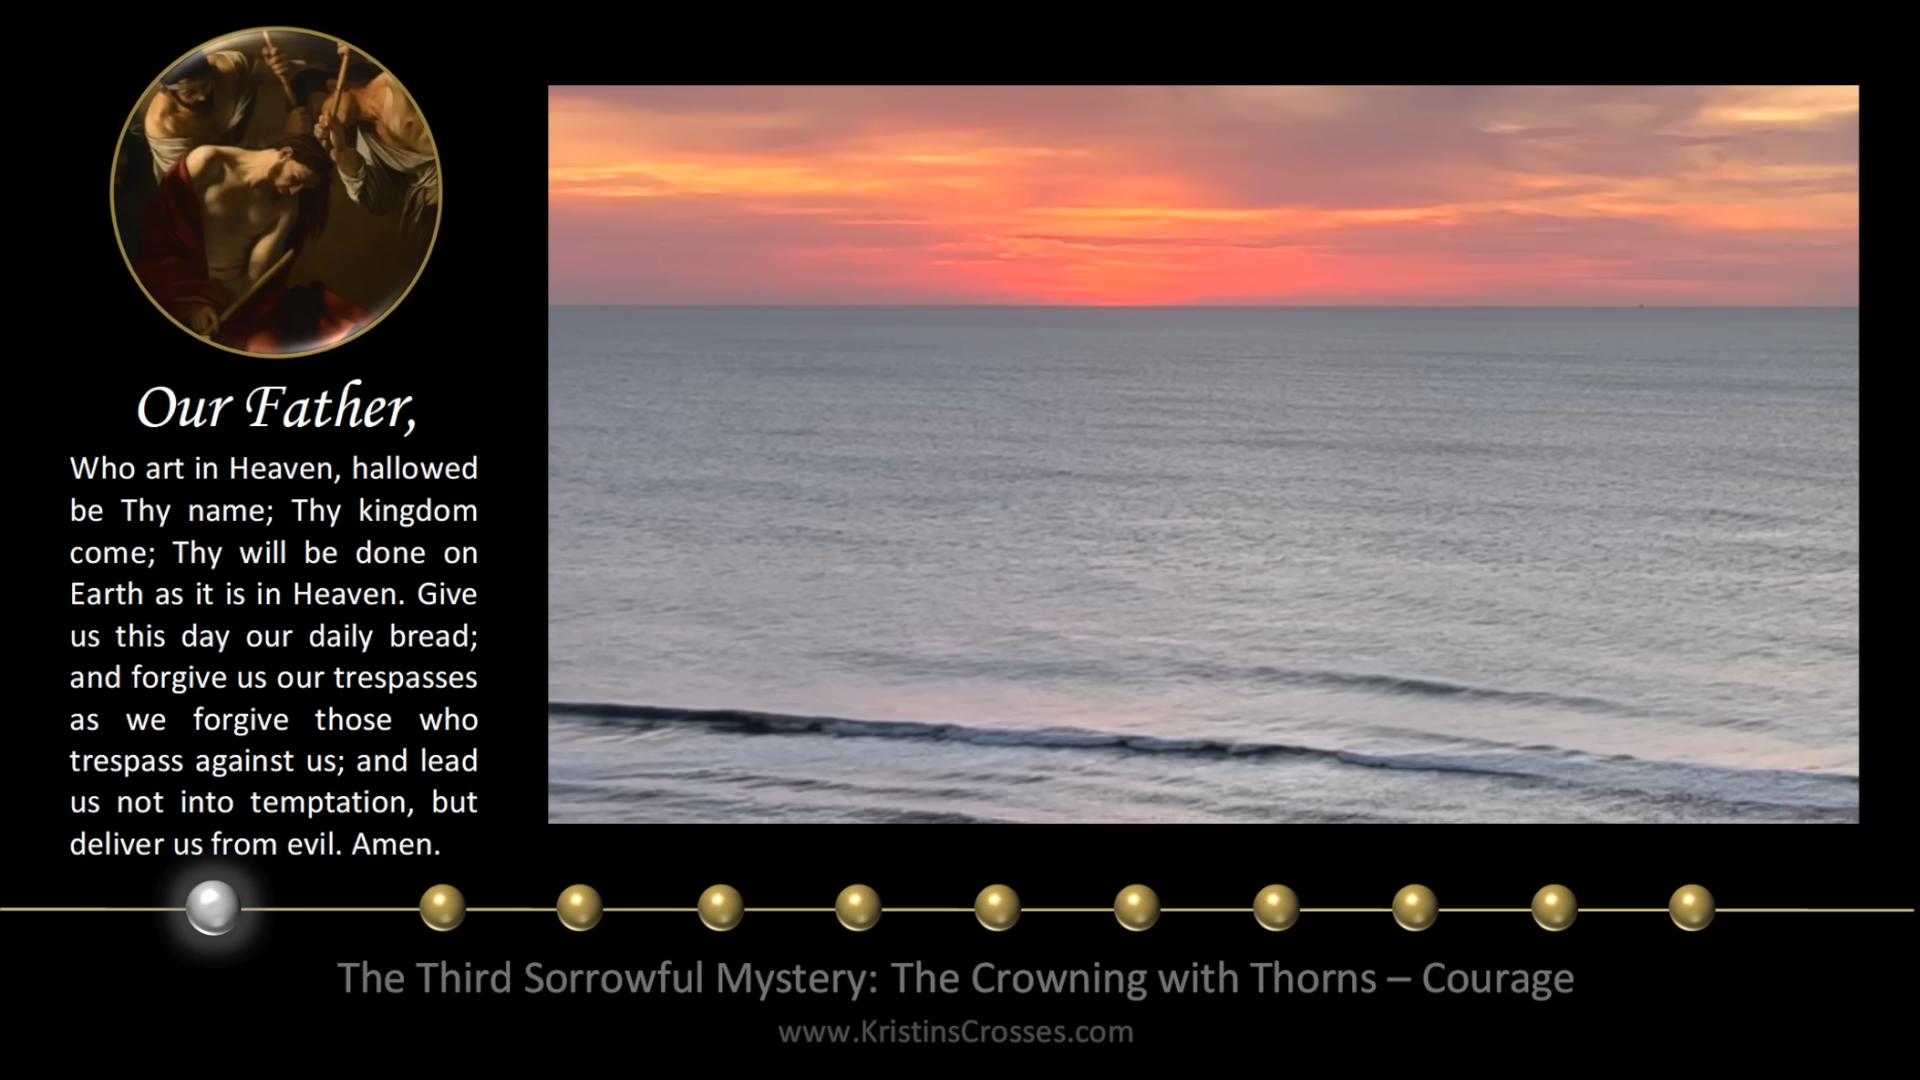 Our Father,
Who art in Heaven, hallowed
be Thy name; Thy kingdom
come; Thy will be done on
Earth as it is in Heaven. Give
us this day our daily bread;
and forgive us our trespasses
as we forgive those who
trespass against us; and lead
us not into temptation, but
deliver us from evil. Amen.
The Third Sorrowful Mystery: The Crowning with Thorns – Courage
www.KristinsCrosses.com